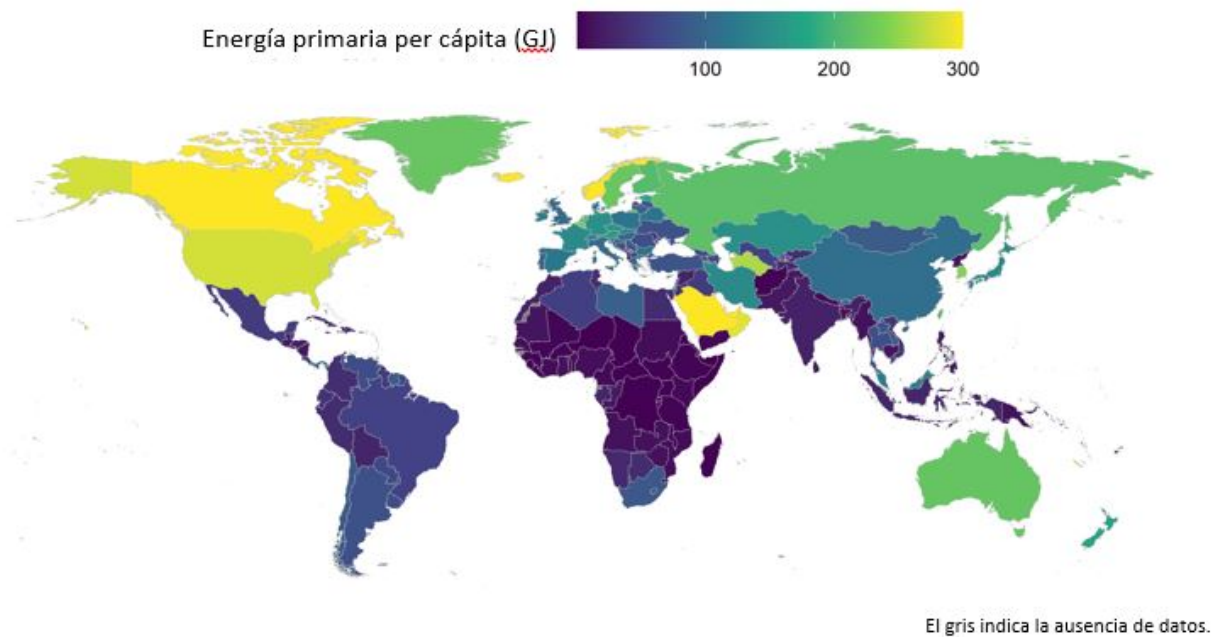 Energía primaria per cápita (GJ)
100 200 300
El gris indica la ausencia de datos.